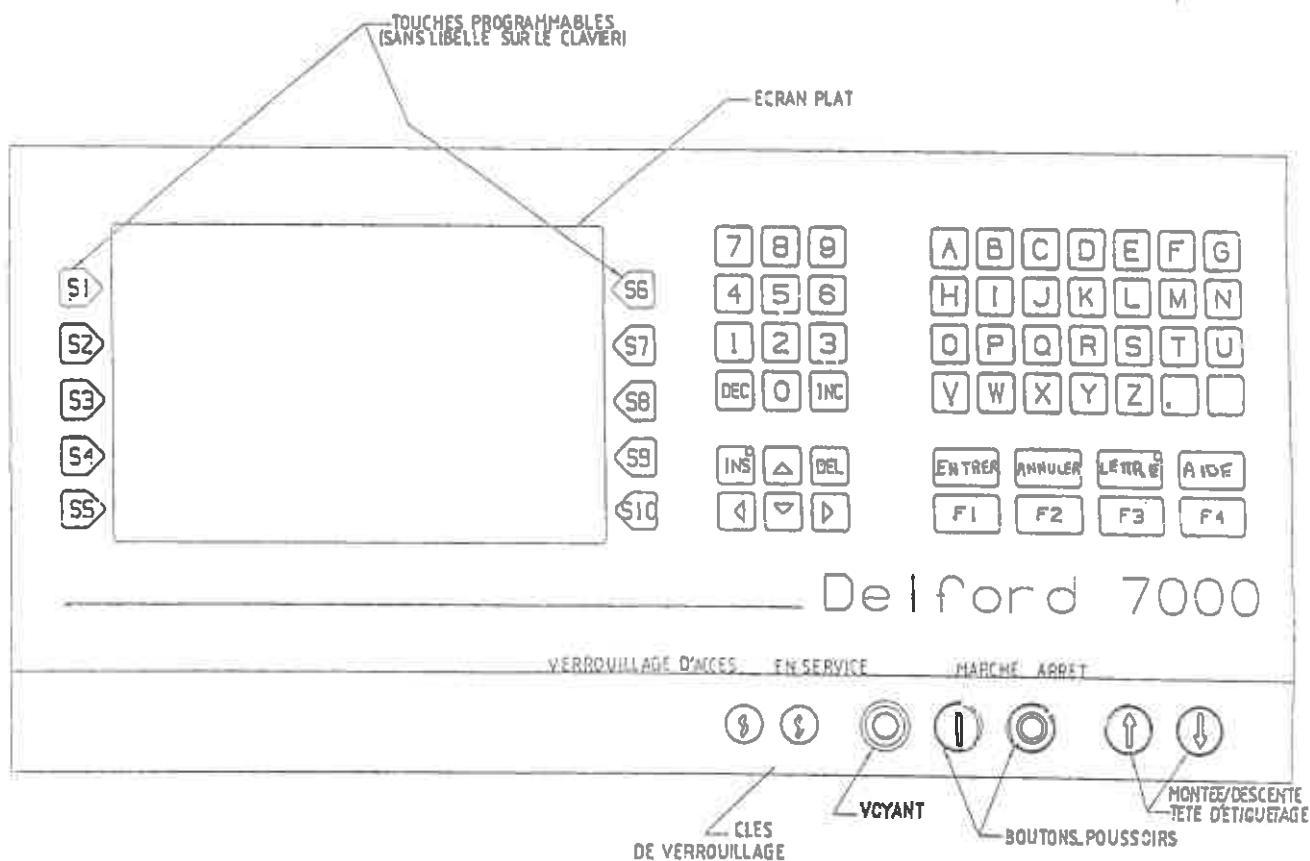 TOUCHES PROGRAMMABLES
(SANS LIBELLE SUR LE CLAVIER)
ECRAN PLAT
7 8 9 A B C D E F G
S1 S6 4 5 6 H I J K L M N
S2 S7 1 2 3 O P Q R S T U
S3 S8 DEC 0 INC V W X Y Z .
S4 S9 INS DEL ENTRER ANNULER LETTRE AIDE
S5 S10 F1 F2 F3 F4
Delford 7000
VERROUILLAGE D'ACCES EN SERVICE MARCHE ARRET
VOYANT
MONTEE/DESCENTE
TETE D'ETIQUETAGE
CLES
DE VERROUILLAGE
BOUTONS POUSSOIRS